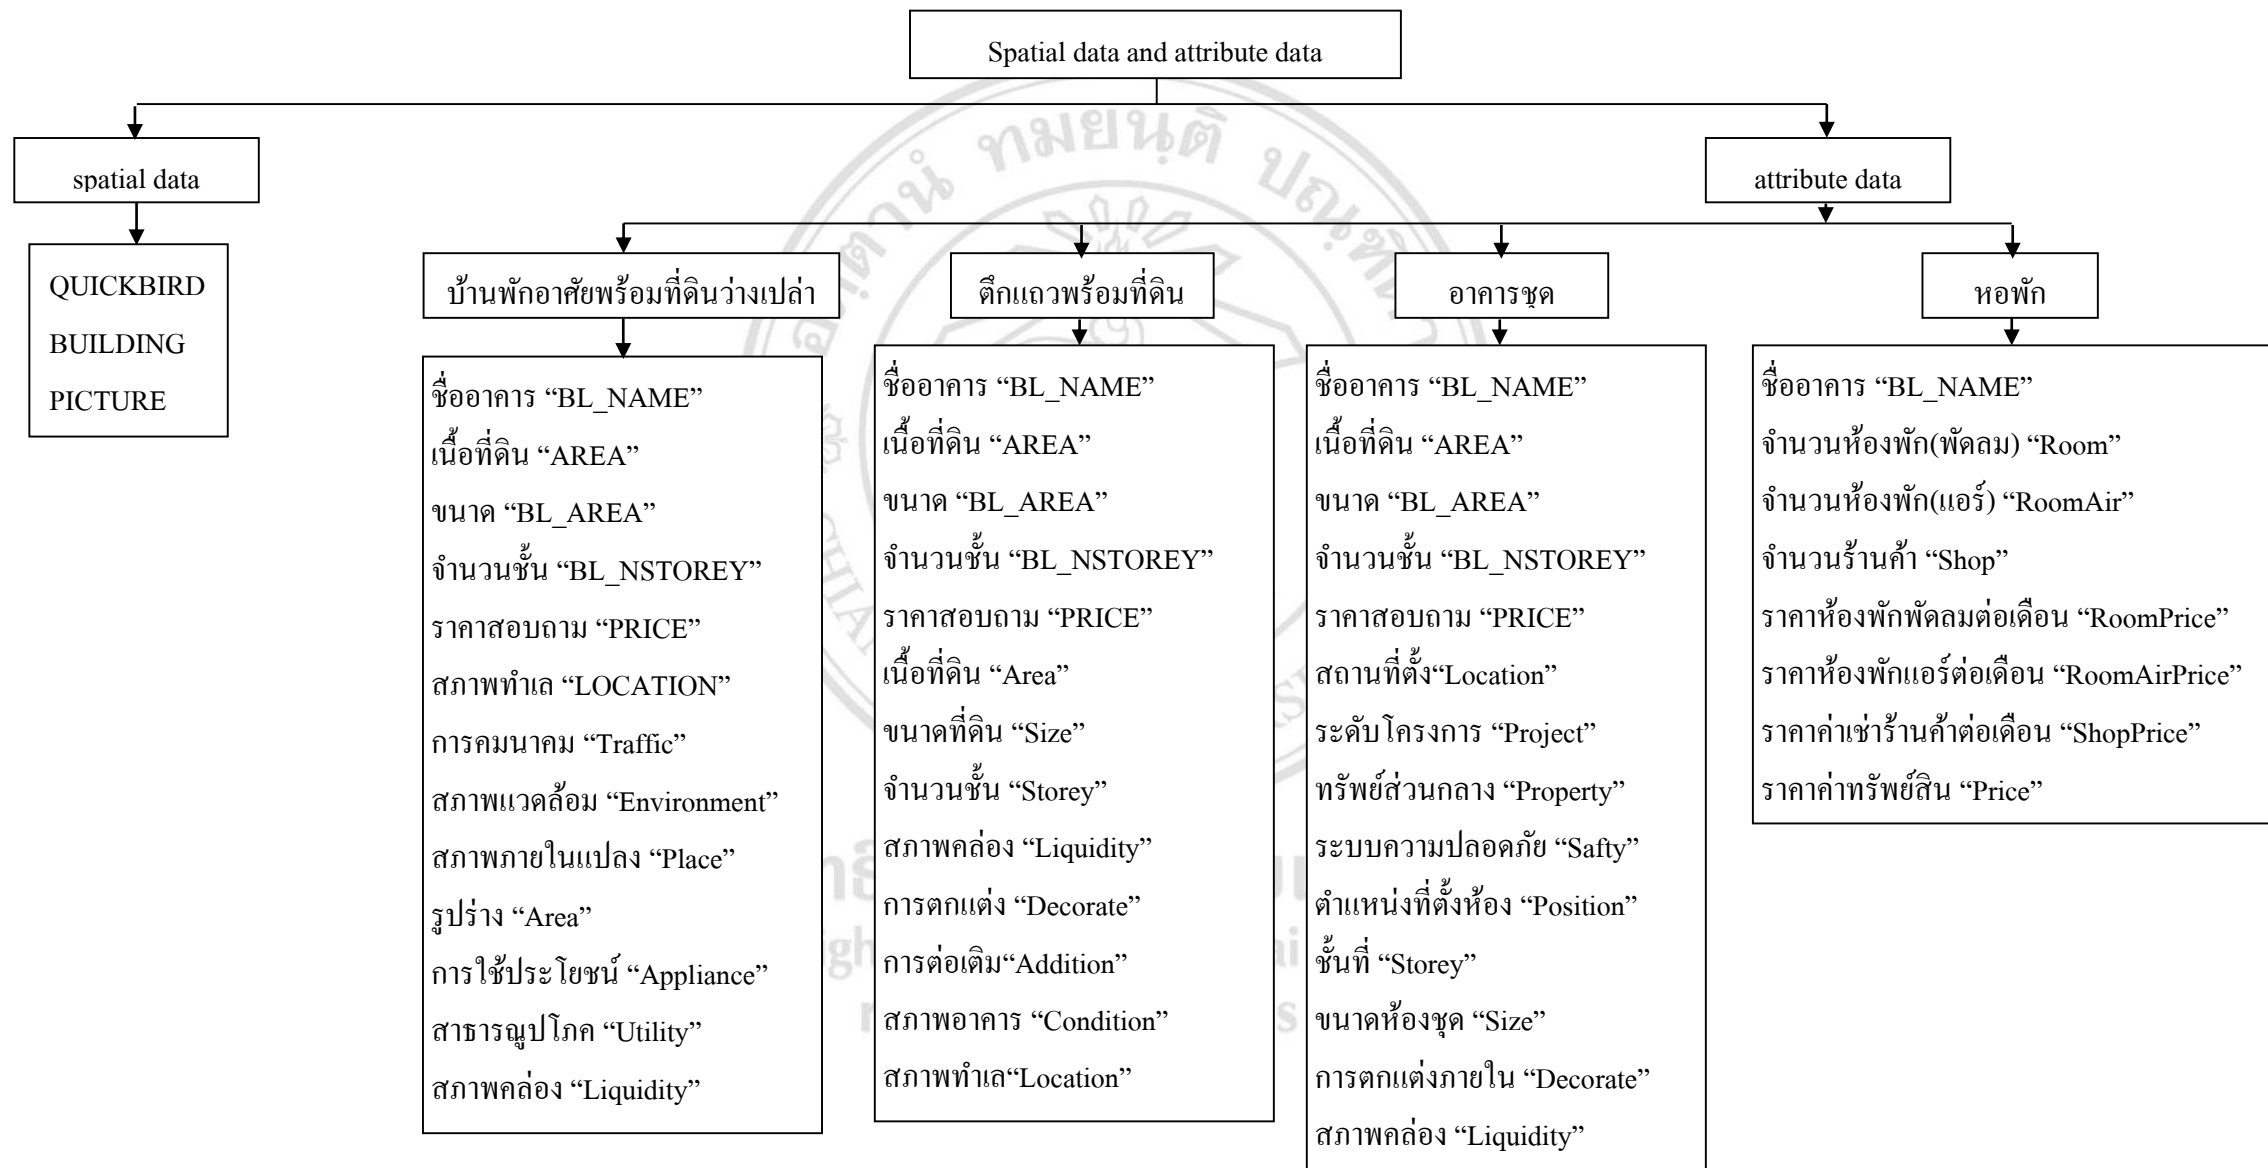 Spatial data and attribute data
spatial data
attribute data
QUICKBIRD
BUILDING
PICTURE
บ้านพักอาศัยพร้อมที่ดินว่างเปล่า
ตึกแถวพร้อมที่ดิน
อาคารชุด
หอพัก
ชื่ออาคาร “BL_NAME”
เนื้อที่ดิน “AREA”
ขนาด “BL_AREA”
จำนวนชั้น “BL_NSTOREY”
ราคาสอบถาม “PRICE”
สภาพทำเล “LOCATION”
การคมนาคม “Traffic”
สภาพแวดล้อม “Environment”
สภาพภายในแปลง “Place”
รูปร่าง “Area”
การใช้ประโยชน์ “Appliance”
สาธารณูปโภค “Utility”
สภาพคล่อง “Liquidity”
ชื่ออาคาร “BL_NAME”
เนื้อที่ดิน “AREA”
ขนาด “BL_AREA”
จำนวนชั้น “BL_NSTOREY”
ราคาสอบถาม “PRICE”
เนื้อที่ดิน “Area”
ขนาดที่ดิน “Size”
จำนวนชั้น “Storey”
สภาพคล่อง “Liquidity”
การตกแต่ง “Decorate”
การต่อเติม“Addition”
สภาพอาคาร “Condition”
สภาพทำเล“Location”
ชื่ออาคาร “BL_NAME”
เนื้อที่ดิน “AREA”
ขนาด “BL_AREA”
จำนวนชั้น “BL_NSTOREY”
ราคาสอบถาม “PRICE”
สถานที่ตั้ง“Location”
ระดับโครงการ “Project”
ทรัพย์ส่วนกลาง “Property”
ระบบความปลอดภัย “Safty”
ตำแหน่งที่ตั้งห้อง “Position”
ชั้นที่ “Storey”
ขนาดห้องชุด “Size”
การตกแต่งภายใน “Decorate”
สภาพคล่อง “Liquidity”
ชื่ออาคาร “BL_NAME”
จำนวนห้องพัก(พัดลม) “Room”
จำนวนห้องพัก(แอร์) “RoomAir”
จำนวนร้านค้า “Shop”
ราคาห้องพักพัดลมต่อเดือน “RoomPrice”
ราคาห้องพักแอร์ต่อเดือน “RoomAirPrice”
ราคาค่าเช่าร้านค้าต่อเดือน “ShopPrice”
ราคาค่าทรัพย์สิน “Price”